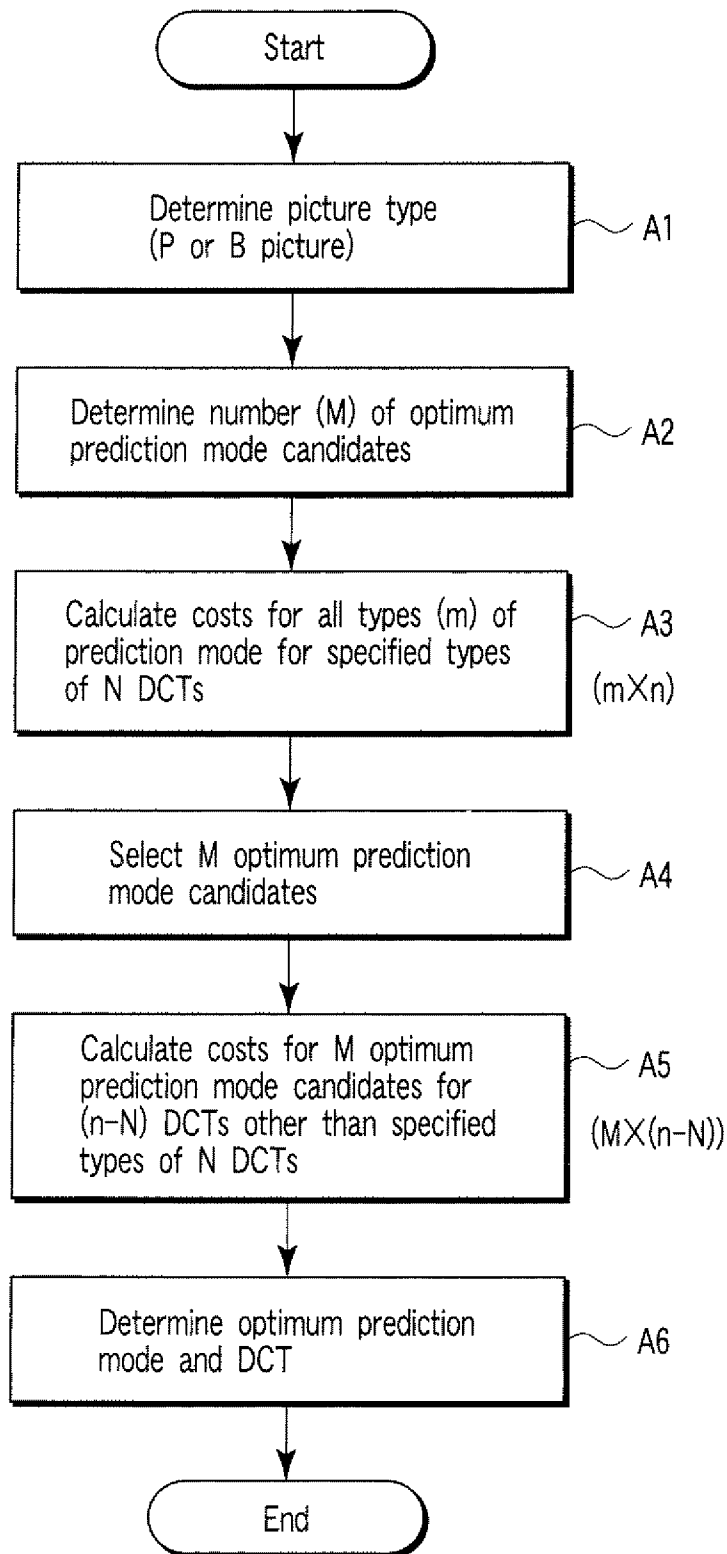 Start
Determine picture type
(P or B picture)
A1
Determine number (M) of optimum
prediction mode candidates
A2
Calculate costs for all types (m) of
prediction mode for specified types
of N DCTs
A3
(m×n)
Select M optimum prediction
mode candidates
A4
Calculate costs for M optimum
prediction mode candidates for
(n-N) DCTs other than specified
types of N DCTs
A5
(M×(n-N))
Determine optimum prediction
mode and DCT
A6
End